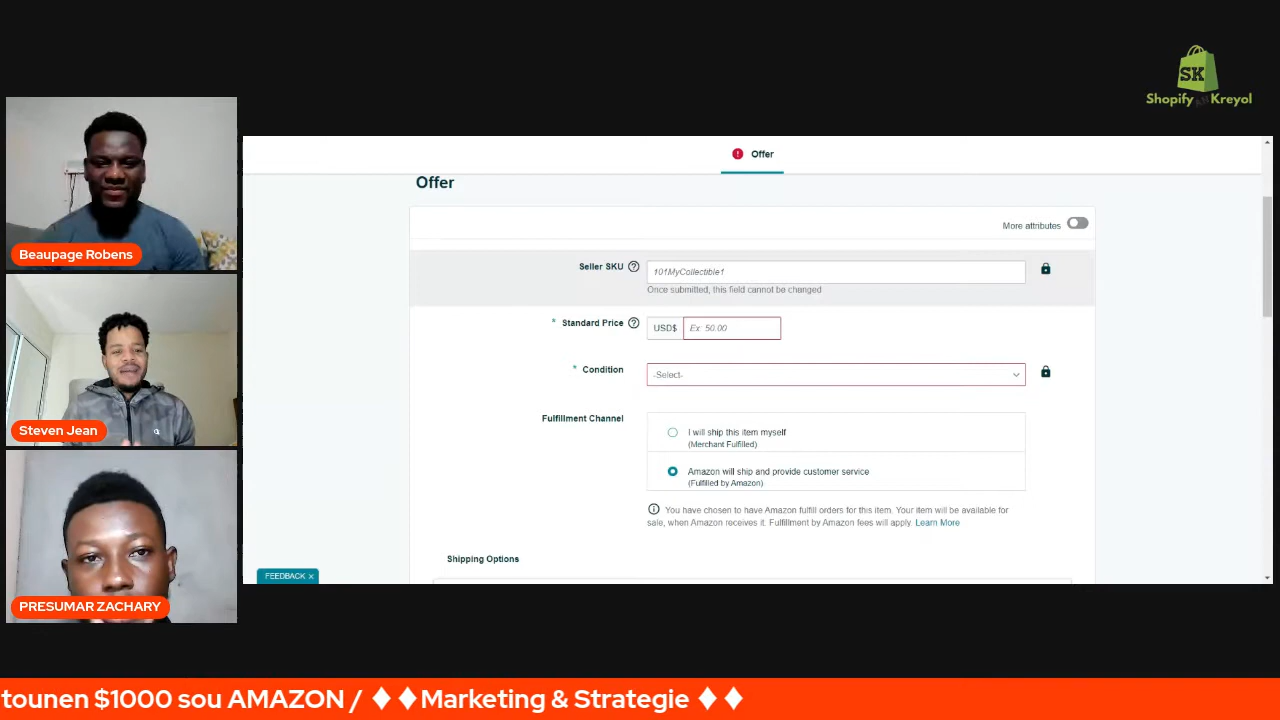 SK
Shopify AN Kreyol
Beaupage Robens
Steven Jean
PRESUMAR ZACHARY
Offer
Offer
More attributes
Seller SKU
101MyCollectible1
Once submitted, this field cannot be changed
* Standard Price
USD$
Ex: 50.00
* Condition
-Select-
Fulfillment Channel
I will ship this item myself
(Merchant Fulfilled)
Amazon will ship and provide customer service
(Fulfilled by Amazon)
You have chosen to have Amazon fulfill orders for this item. Your item will be available for
sale, when Amazon receives it. Fulfillment by Amazon fees will apply. Learn More
Shipping Options
FEEDBACK ×
tounen $1000 sou AMAZON / ♦♦Marketing & Strategie ♦♦